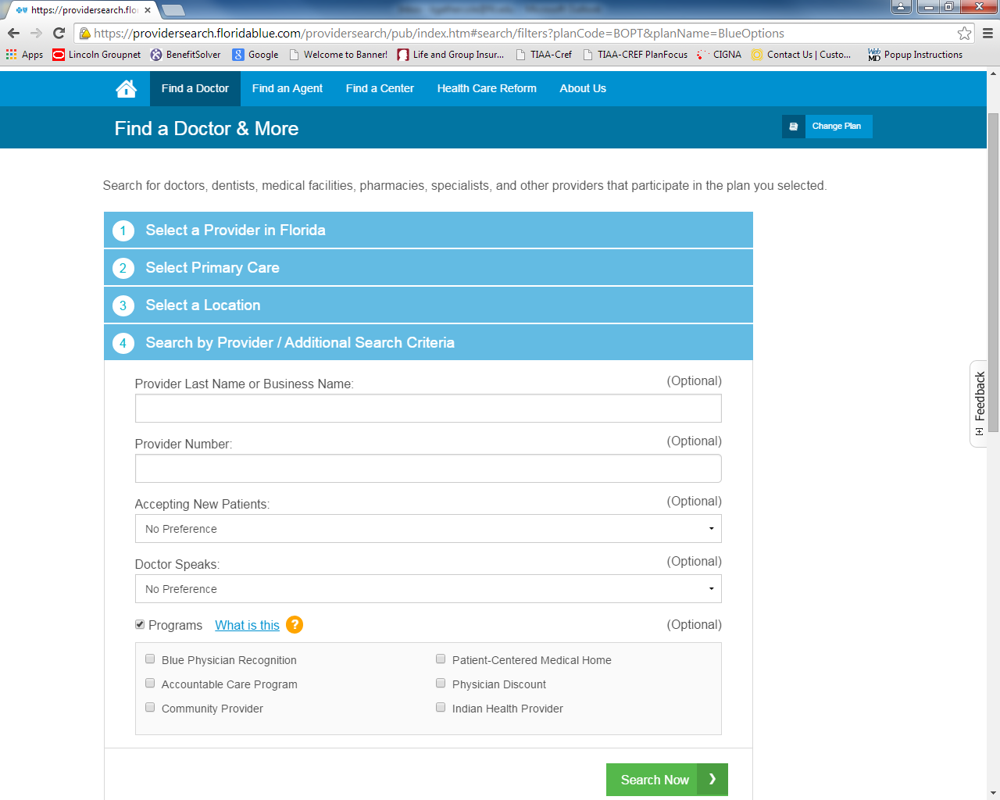 https://providersearch.flo
https://providersearch.floridablue.com/providersearch/pub/index.htm#search/filters?planCode=BOPT&planName=BlueOptions
Apps Lincoln Groupnet BenefitSolver Google Welcome to Banner! Life and Group Insur... TIAA-Cref TIAA-CREF PlanFocus CIGNA Contact Us | Custo... Popup Instructions
Find a Doctor Find an Agent Find a Center Health Care Reform About Us
Find a Doctor & More
Change Plan
Search for doctors, dentists, medical facilities, pharmacies, specialists, and other providers that participate in the plan you selected.
1 Select a Provider in Florida
2 Select Primary Care
3 Select a Location
4 Search by Provider / Additional Search Criteria
Provider Last Name or Business Name: (Optional)
Provider Number: (Optional)
Accepting New Patients: (Optional)
No Preference
Doctor Speaks: (Optional)
No Preference
Programs What is this ? (Optional)
Blue Physician Recognition Patient-Centered Medical Home
Accountable Care Program Physician Discount
Community Provider Indian Health Provider
Search Now
Feedback